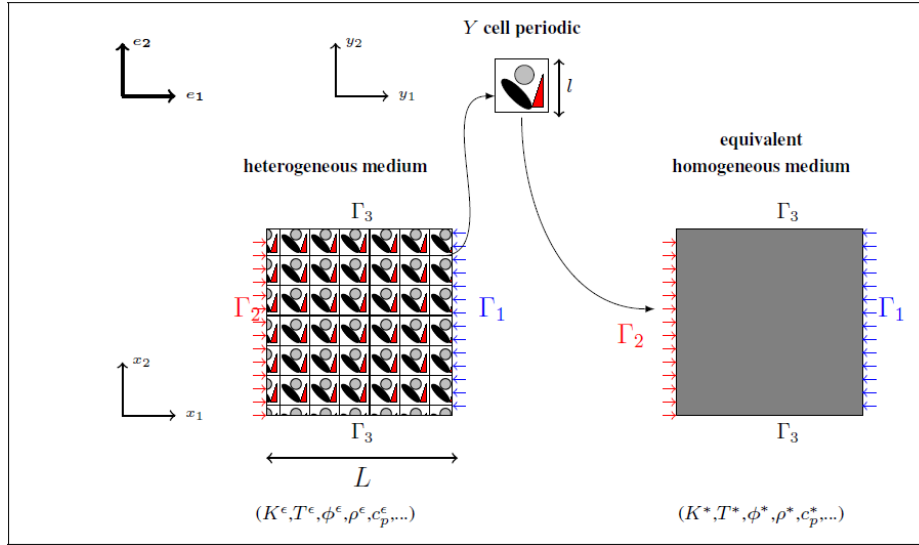 Y cell periodic
e2
y2
l
e1
y1
equivalent
homogeneous medium
heterogeneous medium
Γ3
Γ3
Γ2
Γ1
Γ2
Γ1
x2
x1
Γ3
Γ3
L
(K^ϵ,T^ϵ,ϕ^ϵ,ρ^ϵ,c_p^ϵ,...)
(K*,T*,ϕ*,ρ*,c_p*,...)